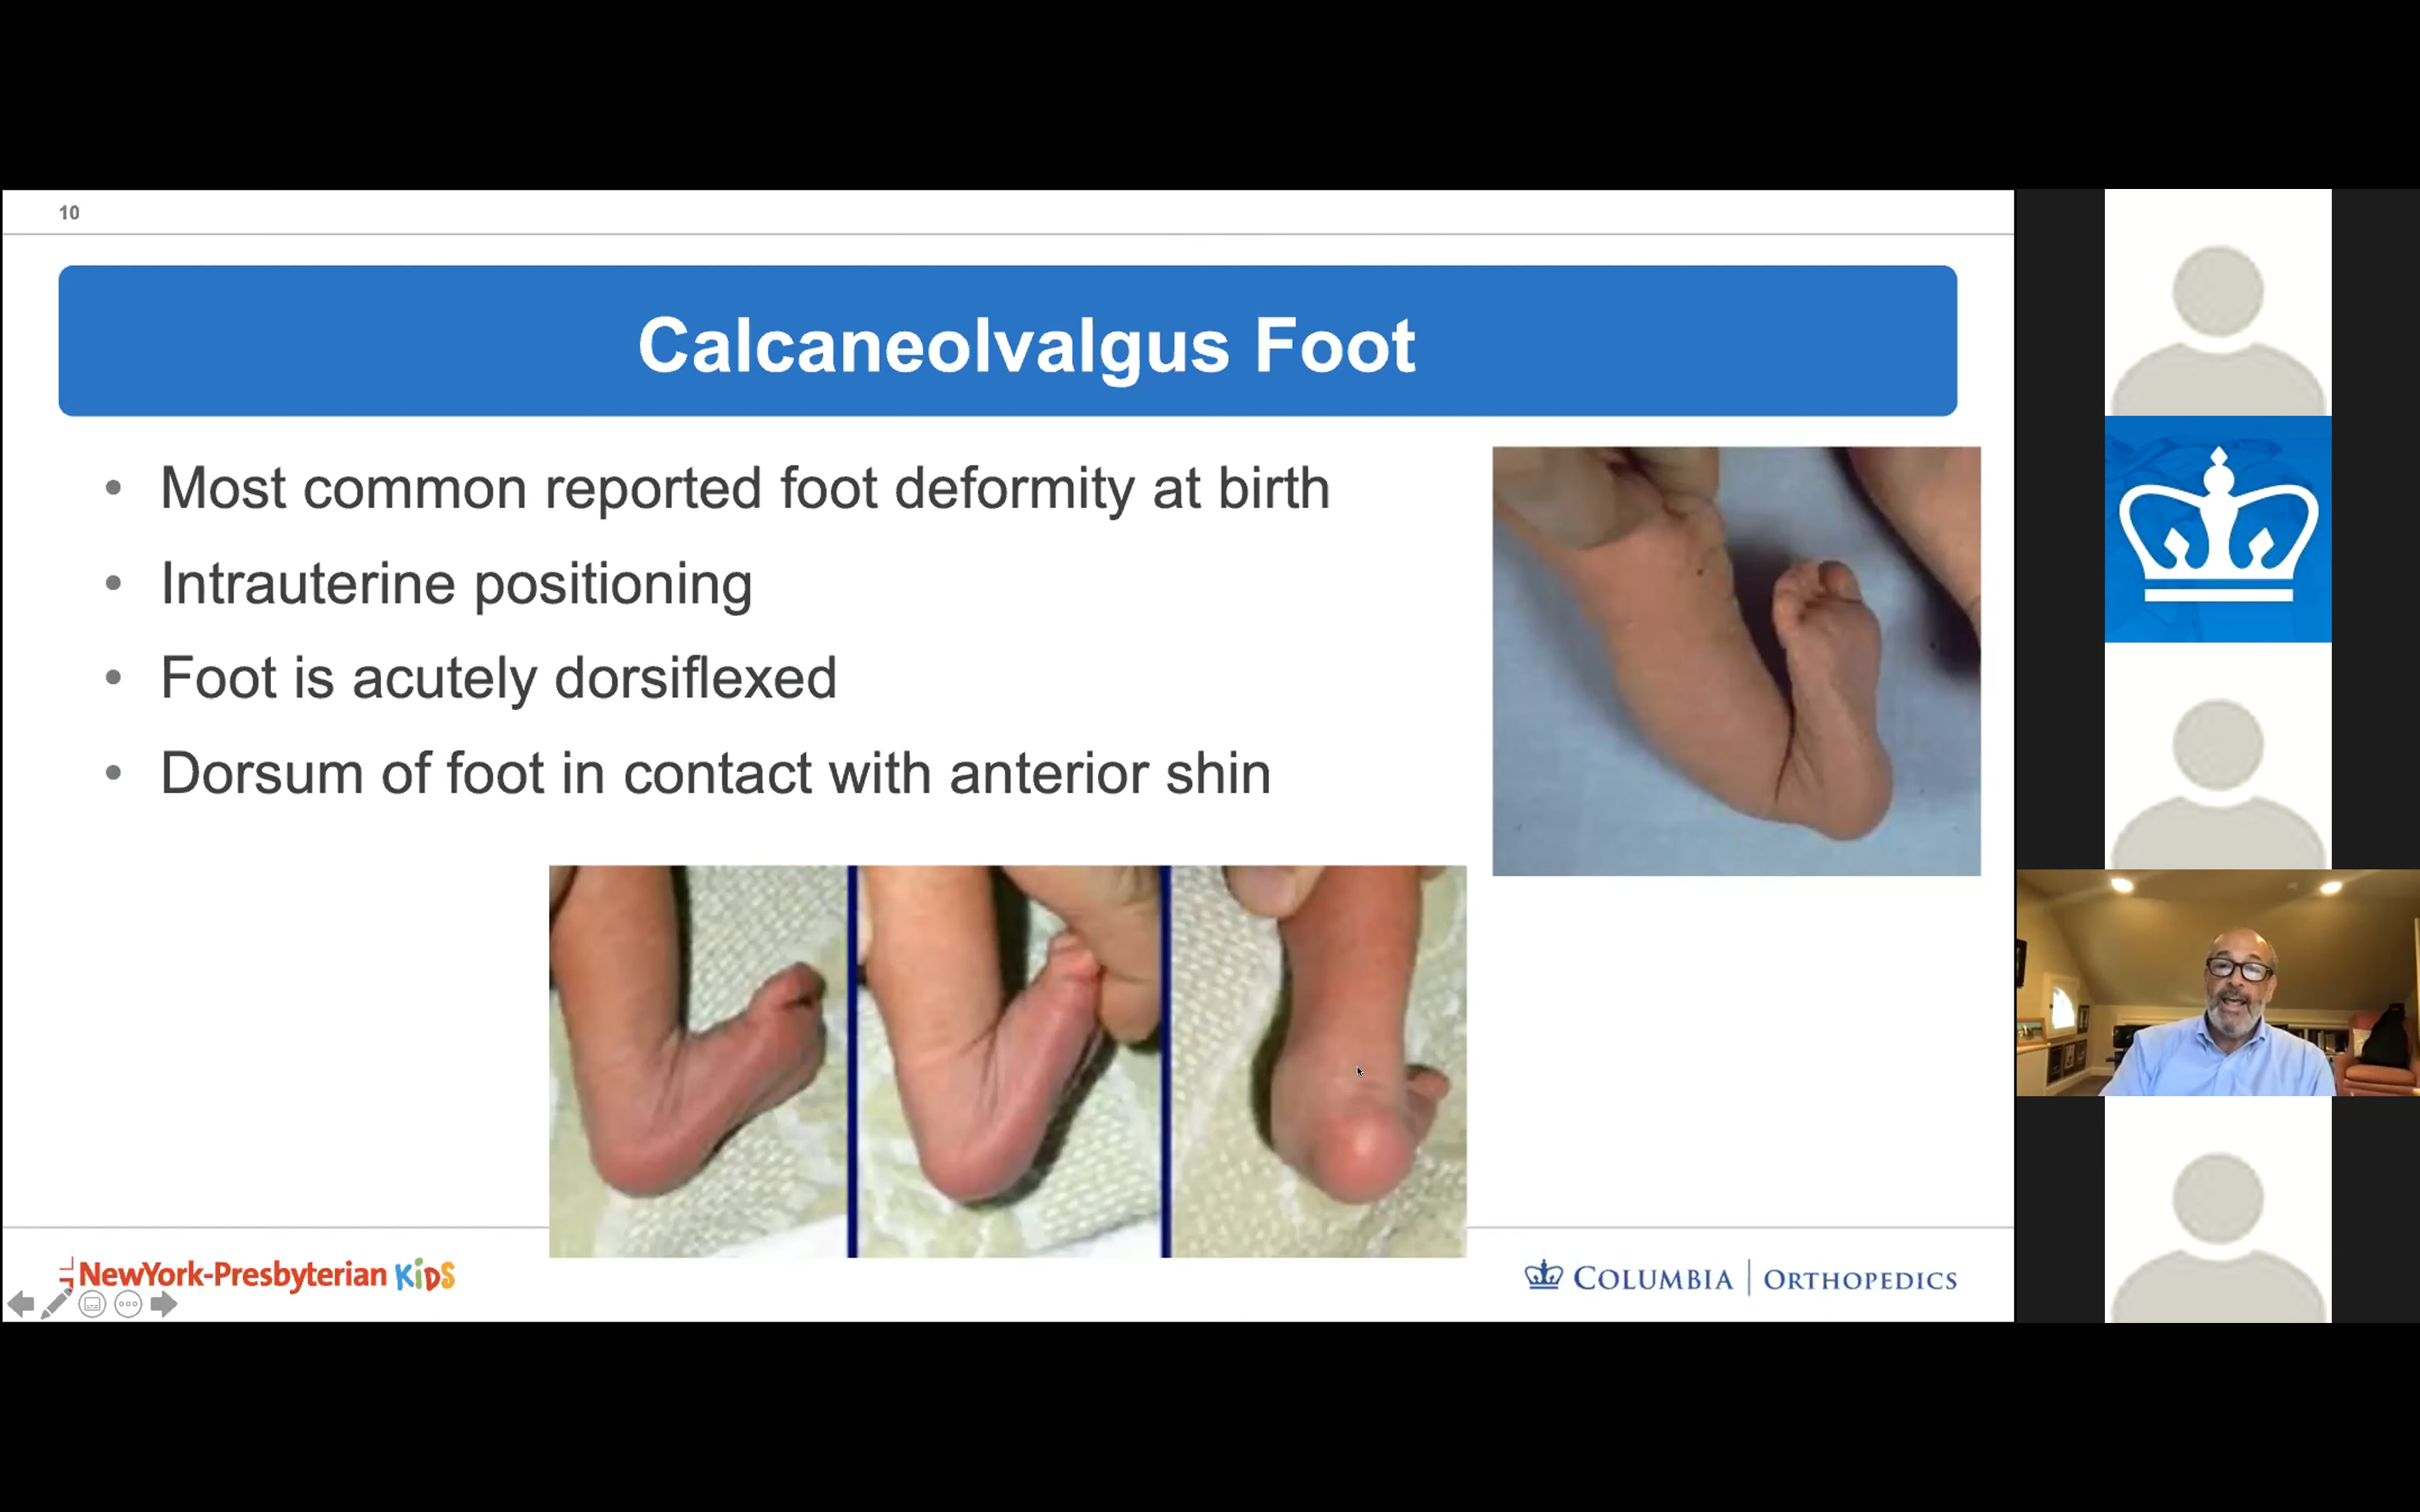 10
Calcaneolvalgus Foot
• Most common reported foot deformity at birth
• Intrauterine positioning
• Foot is acutely dorsiflexed
• Dorsum of foot in contact with anterior shin
NewYork-Presbyterian KiDS
COLUMBIA | ORTHOPEDICS